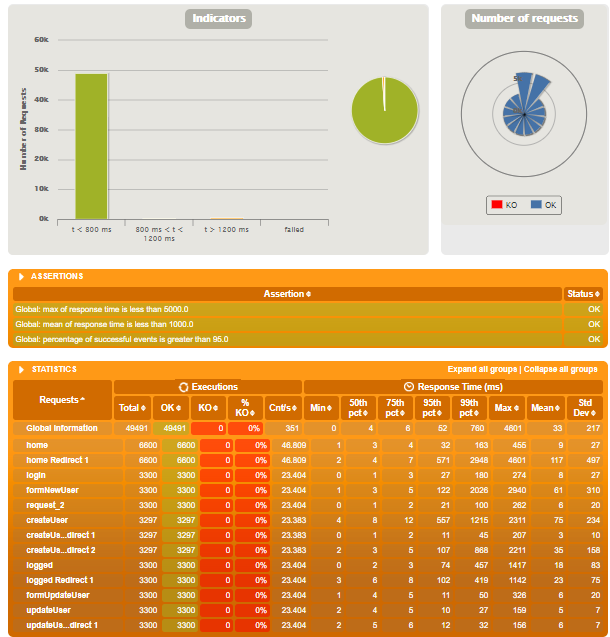 Indicators
Number of requests
60k
50k
40k
30k
20k
10k
0k
Number of Requests
t < 800 ms
800 ms < t < 1200 ms
t > 1200 ms
failed
KO OK
ASSERTIONS
Assertion Status
Global: max of response time is less than 5000.0 OK
Global: mean of response time is less than 1000.0 OK
Global: percentage of successful events is greater than 95.0 OK
STATISTICS Expand all groups | Collapse all groups
Requests Executions Response Time (ms)
Total OK KO % KO Cnt/s Min 50th pct 75th pct 95th pct 99th pct Max Mean Std Dev
Global Information 49491 49491 0 0% 351 0 4 6 52 760 4601 33 217
home 6600 6600 0 0% 46.809 1 3 4 32 163 455 9 27
home Redirect 1 6600 6600 0 0% 46.809 2 4 7 571 2948 4601 117 497
login 3300 3300 0 0% 23.404 0 1 3 27 180 274 8 27
formNewUser 3300 3300 0 0% 23.404 1 3 5 122 2026 2940 61 310
request_2 3300 3300 0 0% 23.404 0 1 2 21 100 262 6 20
createUser 3297 3297 0 0% 23.383 4 8 12 557 1215 2311 75 234
createUs...direct 1 3297 3297 0 0% 23.383 0 1 2 11 45 207 3 10
createUs...direct 2 3297 3297 0 0% 23.383 2 3 5 107 868 2211 35 158
logged 3300 3300 0 0% 23.404 0 2 3 74 457 1417 18 83
logged Redirect 1 3300 3300 0 0% 23.404 3 6 8 102 419 1142 23 75
formUpdateUser 3300 3300 0 0% 23.404 1 4 5 11 50 326 6 20
updateUser 3300 3300 0 0% 23.404 2 4 5 10 27 159 5 7
updateUs...direct 1 3300 3300 0 0% 23.404 2 5 6 12 32 156 6 7